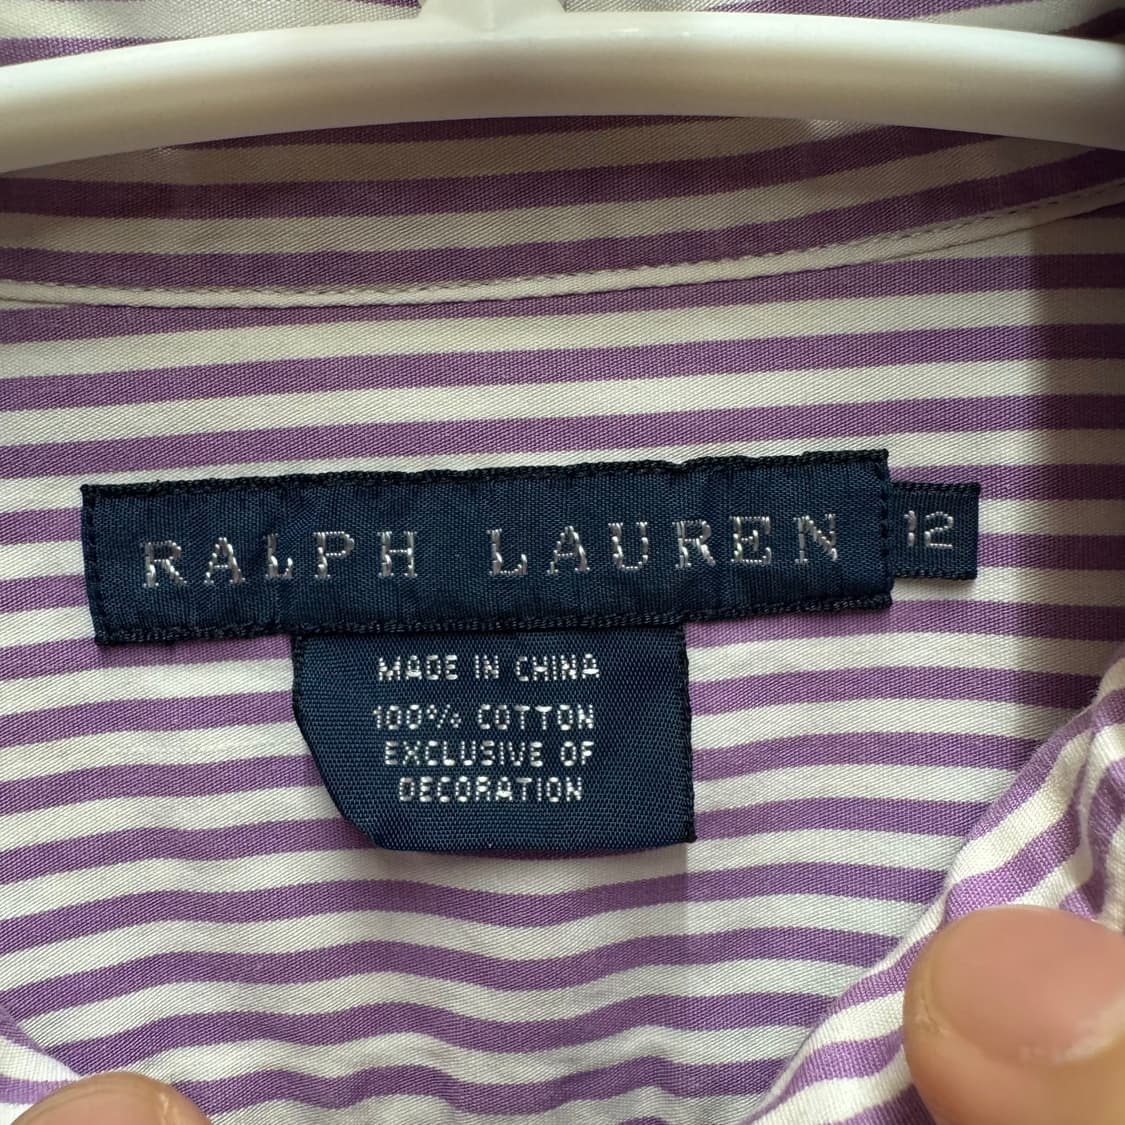 RALPH LAUREN 12
MADE IN CHINA
100% COTTON
EXCLUSIVE OF
DECORATION